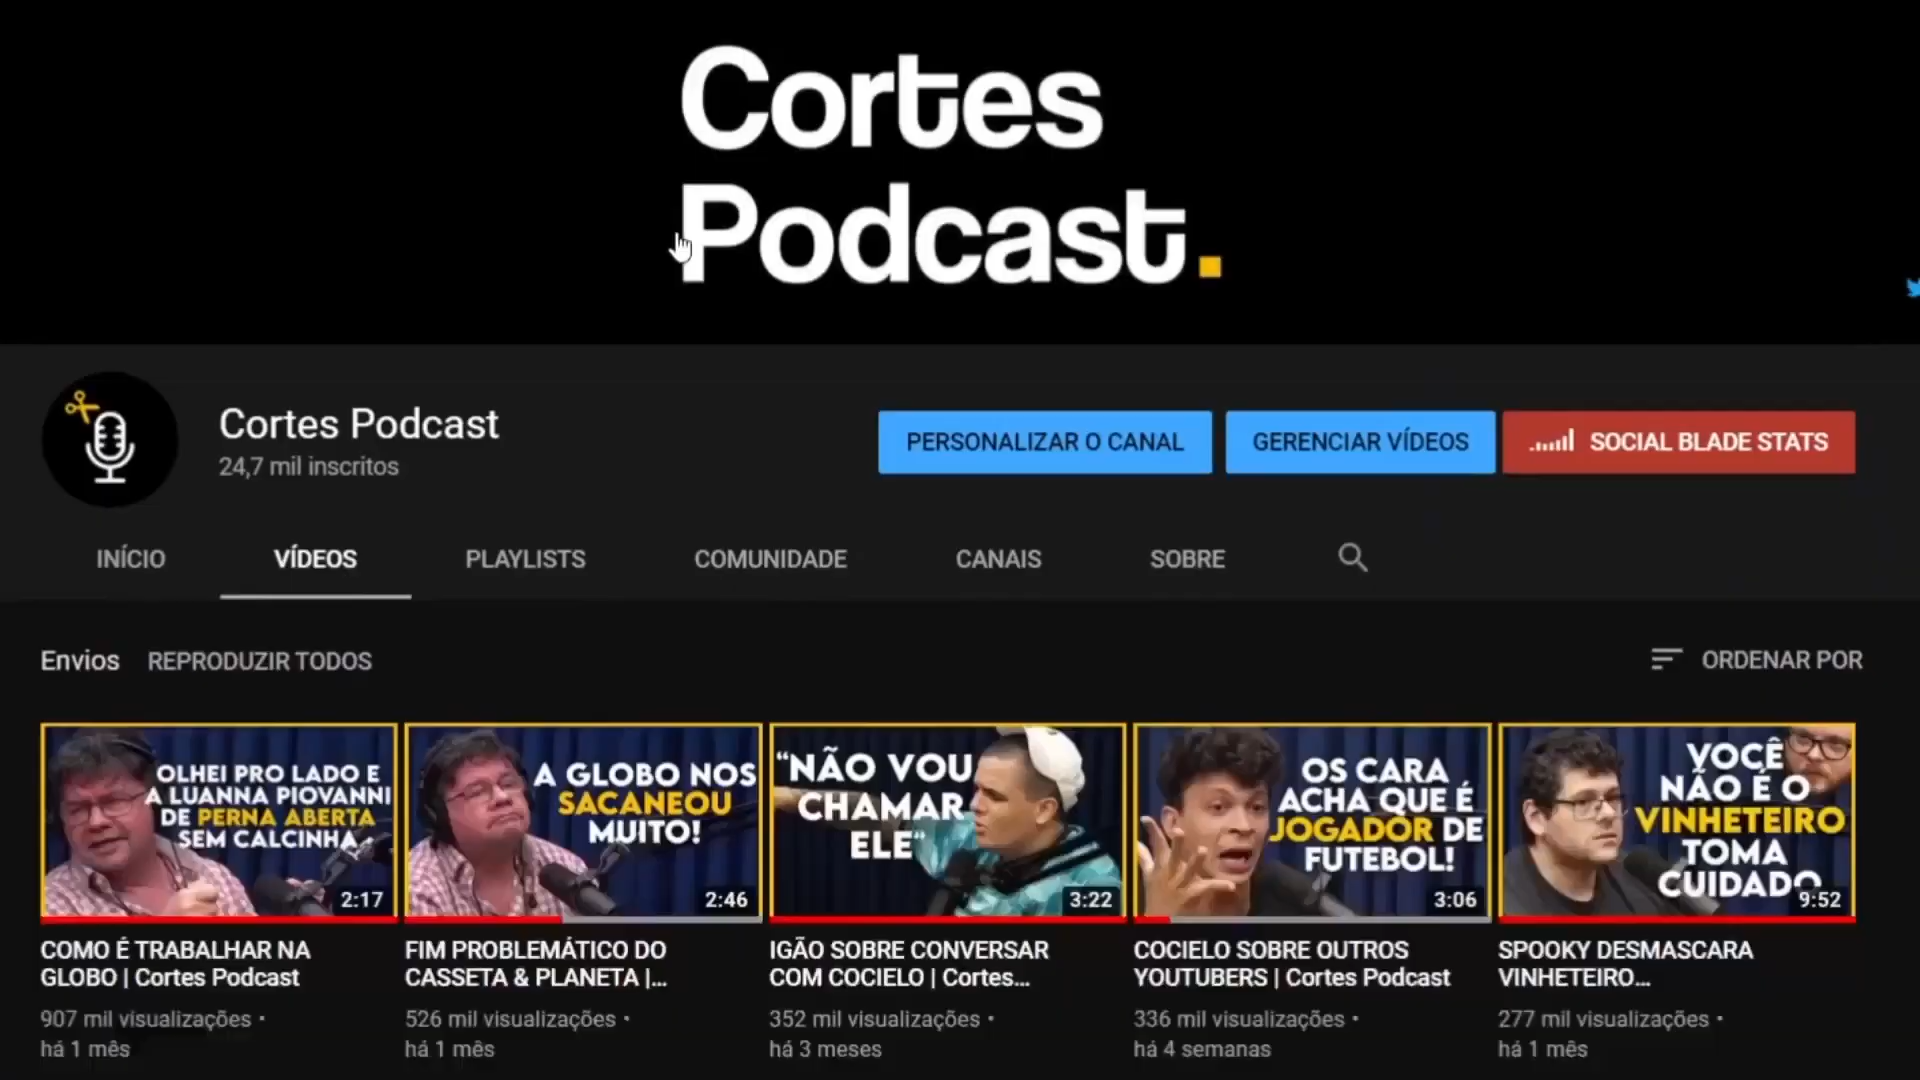 Cortes
Podcast.
Cortes Podcast
24,7 mil inscritos
PERSONALIZAR O CANAL
GERENCIAR VÍDEOS
SOCIAL BLADE STATS
INÍCIO
VÍDEOS
PLAYLISTS
COMUNIDADE
CANAIS
SOBRE
Envios
REPRODUZIR TODOS
ORDENAR POR
OLHEI PRO LADO E
A LUANNA PIOVANNI
DE PERNA ABERTA
SEM CALCINHA
2:17
A GLOBO NOS
SACANEOU
MUITO!
2:46
“NÃO VOU
CHAMAR
ELE“
3:22
OS CARA
ACHA QUE É
JOGADOR DE
FUTEBOL!
3:06
VOCÊ
NÃO É O
VINHETEIRO
TOMA
CUIDADO
9:52
COMO É TRABALHAR NA
GLOBO | Cortes Podcast
907 mil visualizações •
há 1 mês
FIM PROBLEMÁTICO DO
CASSETA & PLANETA |...
526 mil visualizações •
há 1 mês
IGÃO SOBRE CONVERSAR
COM COCIELO | Cortes...
352 mil visualizações •
há 3 meses
COCIELO SOBRE OUTROS
YOUTUBERS | Cortes Podcast
336 mil visualizações •
há 4 semanas
SPOOKY DESMASCARA
VINHETEIRO...
277 mil visualizações •
há 1 mês